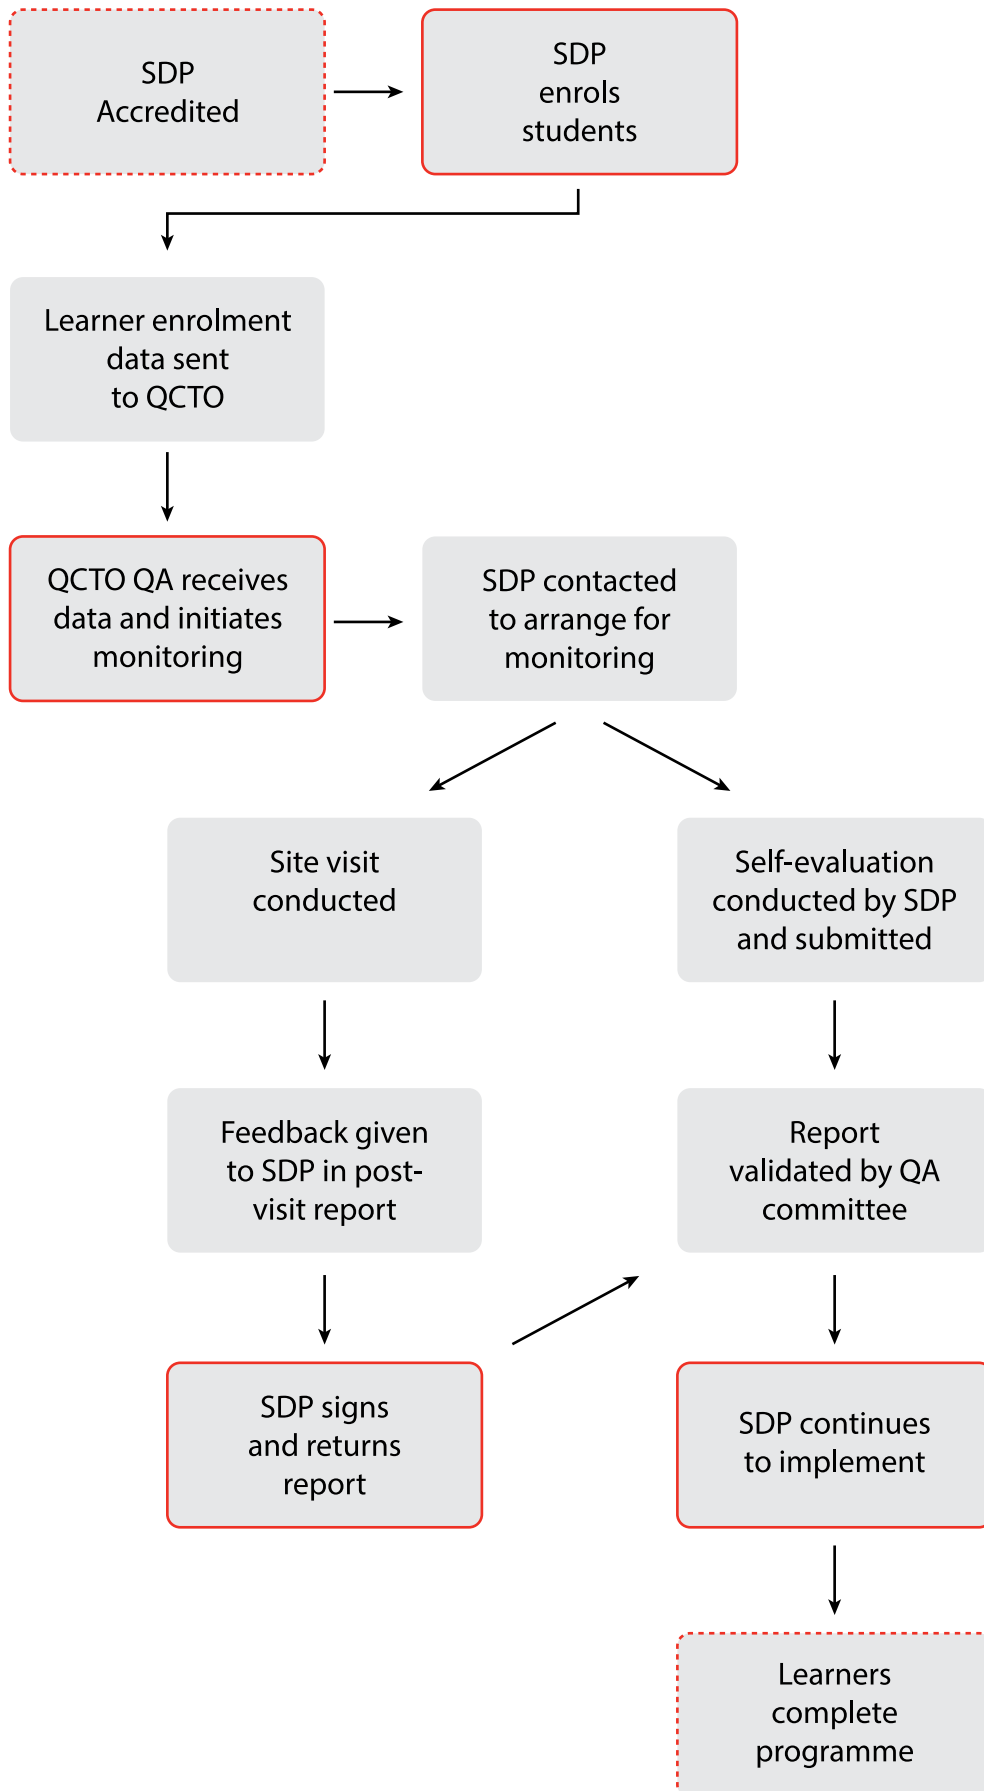 SDP
Accredited
SDP
enrols
students
Learner enrolment
data sent
to QCTO
QCTO QA receives
data and initiates
monitoring
SDP contacted
to arrange for
monitoring
Site visit
conducted
Self-evaluation
conducted by SDP
and submitted
Feedback given
to SDP in post-
visit report
Report
validated by QA
committee
SDP signs
and returns
report
SDP continues
to implement
Learners
complete
programme